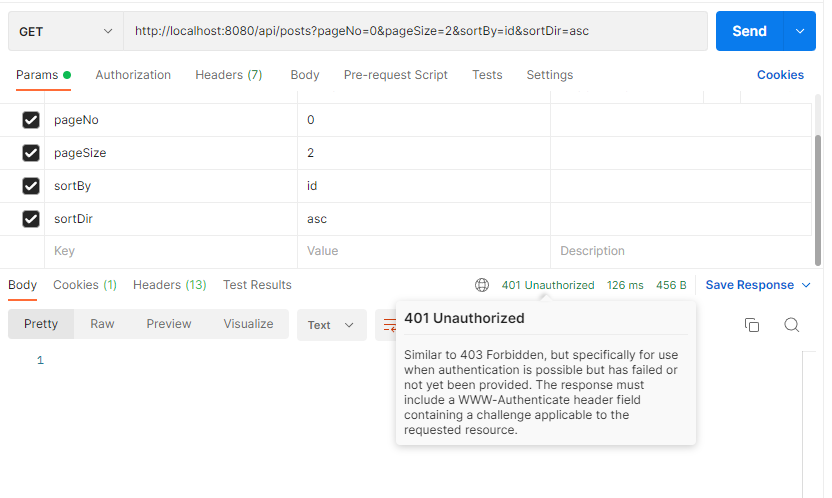 GET http://localhost:8080/api/posts?pageNo=0&pageSize=2&sortBy=id&sortDir=asc Send
Params Authorization Headers (7) Body Pre-request Script Tests Settings Cookies
pageNo 0
pageSize 2
sortBy id
sortDir asc
Key Value Description
Body Cookies (1) Headers (13) Test Results 401 Unauthorized 126 ms 456 B Save Response
Pretty Raw Preview Visualize Text
1
401 Unauthorized
Similar to 403 Forbidden, but specifically for use
when authentication is possible but has failed or
not yet been provided. The response must
include a WWW-Authenticate header field
containing a challenge applicable to the
requested resource.